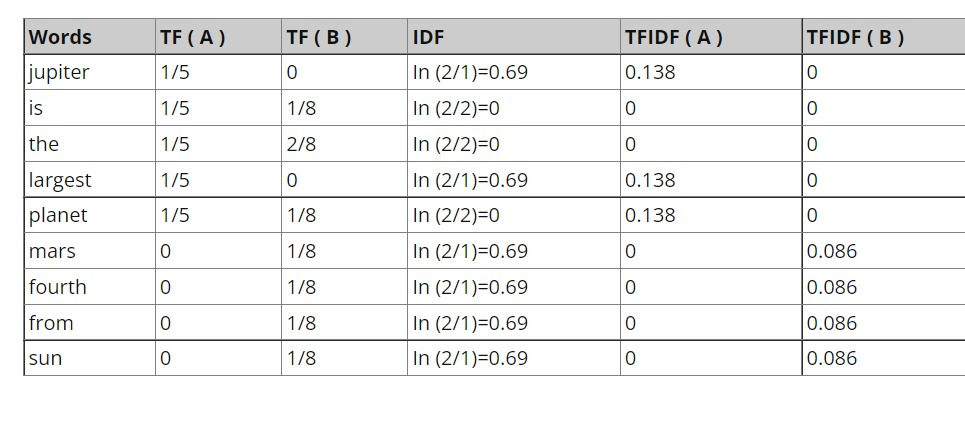 Words TF ( A ) TF ( B ) IDF TFIDF ( A ) TFIDF ( B )
jupiter 1/5 0 ln (2/1)=0.69 0.138 0
is 1/5 1/8 ln (2/2)=0 0 0
the 1/5 2/8 ln (2/2)=0 0 0
largest 1/5 0 ln (2/1)=0.69 0.138 0
planet 1/5 1/8 ln (2/2)=0 0.138 0
mars 0 1/8 ln (2/1)=0.69 0 0.086
fourth 0 1/8 ln (2/1)=0.69 0 0.086
from 0 1/8 ln (2/1)=0.69 0 0.086
sun 0 1/8 ln (2/1)=0.69 0 0.086